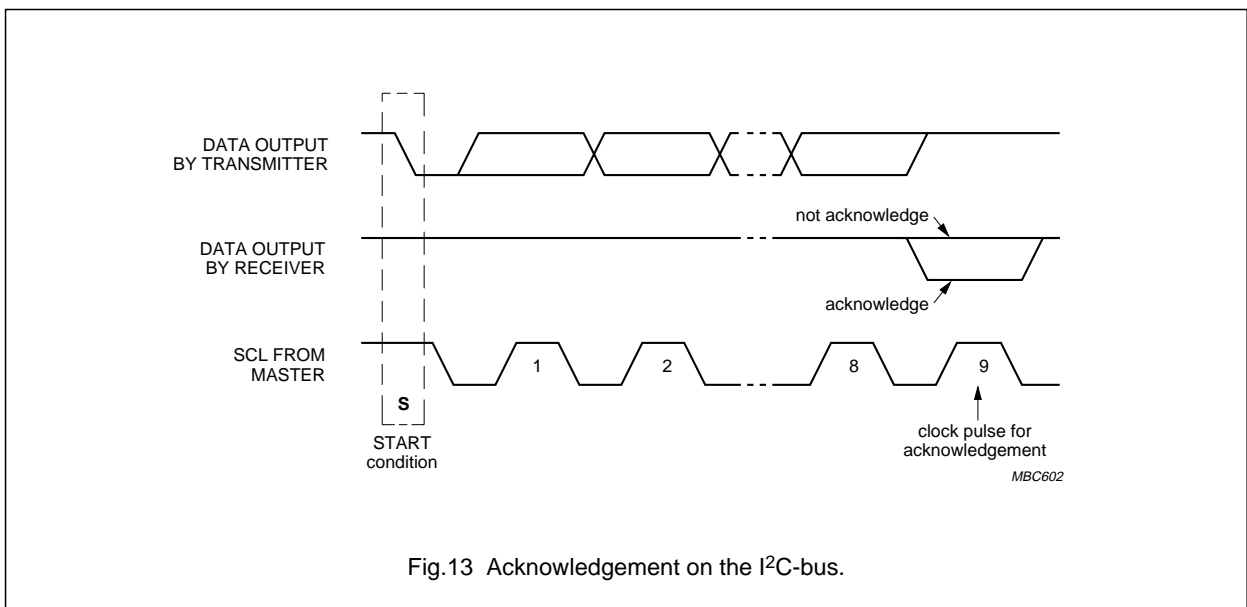 DATA OUTPUT
BY TRANSMITTER
not acknowledge
DATA OUTPUT
BY RECEIVER
acknowledge
SCL FROM
MASTER
1
2
8
9
S
START
condition
clock pulse for
acknowledgement
MBC602
Fig.13 Acknowledgement on the I²C-bus.